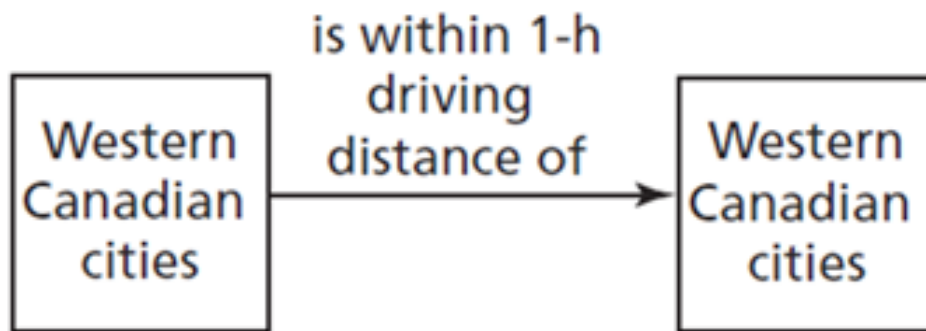 is within 1-h
driving
distance of
Western
Canadian
cities
Western
Canadian
cities